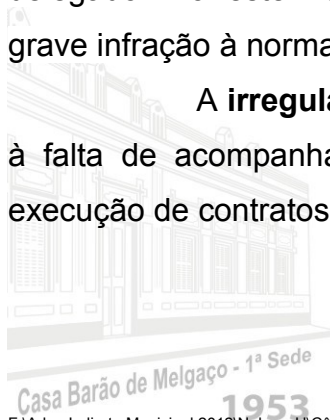 grave infração à norma
A irregula
à falta de acompanha
execução de contratos
Casa Barão de Melgaço - 1ª Sede
1953